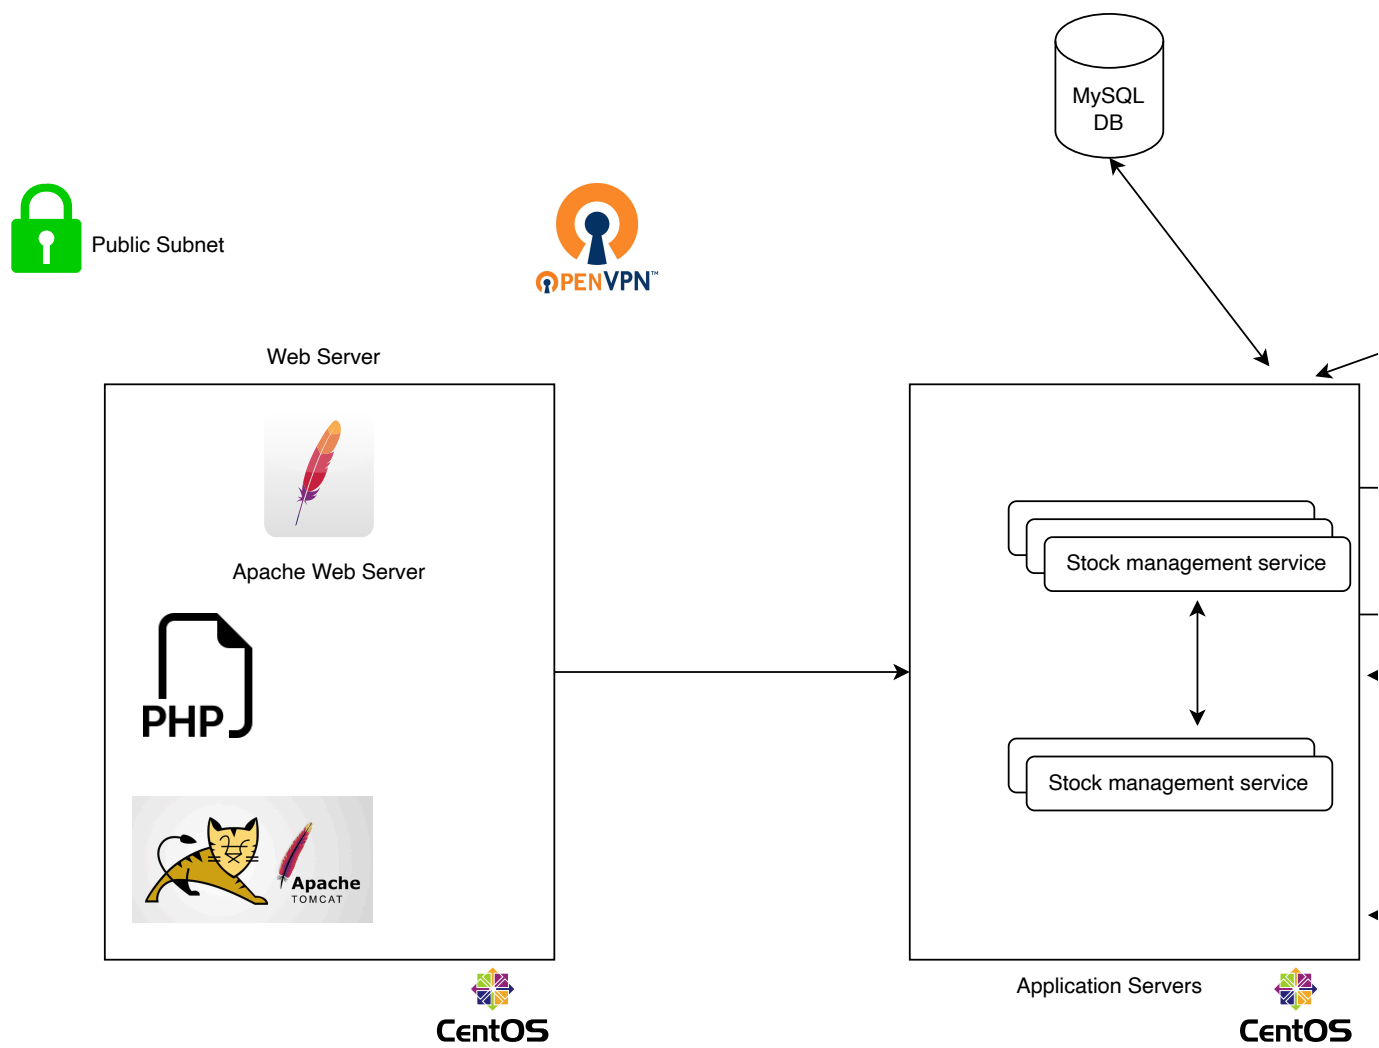 MySQL
DB
Public Subnet
OPENVPN™
Web Server
Apache Web Server
Stock management service
PHP
Stock management service
Apache
TOMCAT
Application Servers
CentOS
CentOS